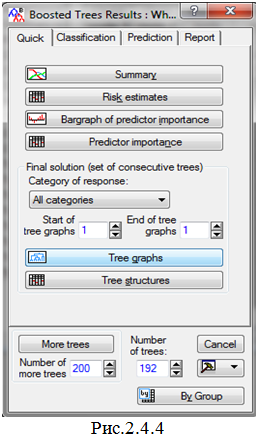 Boosted Trees Results : Wh... ?
Quick Classification Prediction Report
Summary
Risk estimates
Bargraph of predictor importance
Predictor importance
Final solution (set of consecutive trees)
Category of response:
All categories
Start of tree graphs 1 End of tree graphs 1
Tree graphs
Tree structures
More trees
Number of more trees 200
Number of trees: 192
Cancel
By Group
Рис.2.4.4